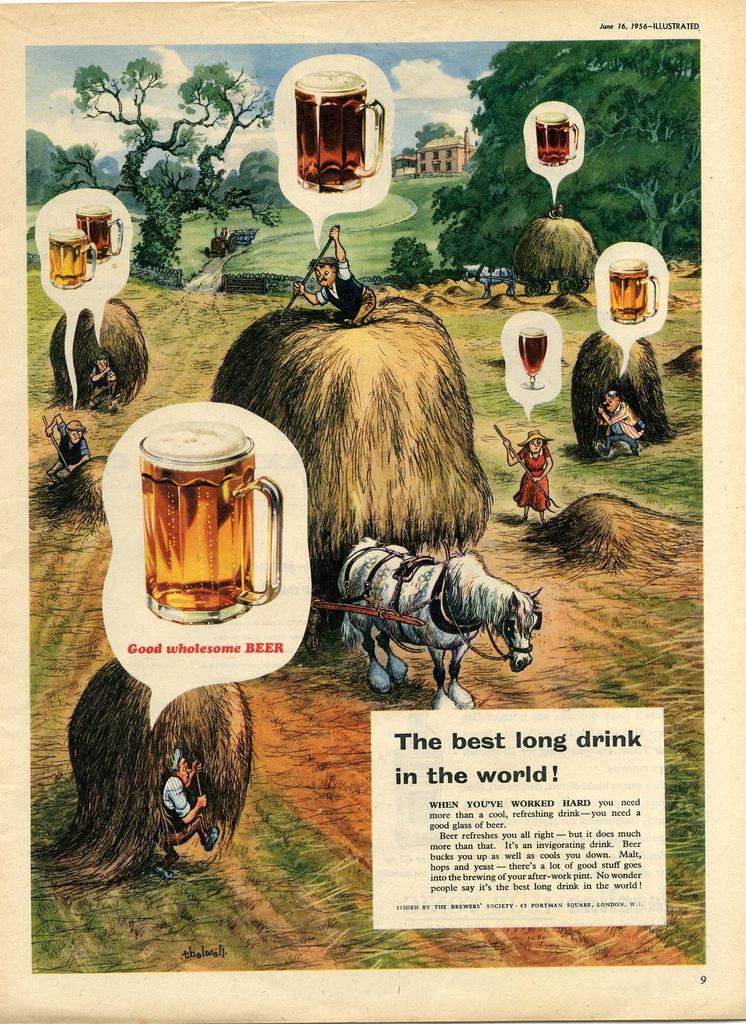 June 16, 1956—ILLUSTRATED
Good wholesome BEER
The best long drink
in the world!
WHEN YOU'VE WORKED HARD you need
more than a cool, refreshing drink—you need a
good glass of beer.
Beer refreshes you all right — but it does much
more than that. It's an invigorating drink. Beer
bucks you up as well as cools you down. Malt,
hops and yeast — there's a lot of good stuff goes
into the brewing of your after-work pint. No wonder
people say it's the best long drink in the world!
ISSUED BY THE BREWERS' SOCIETY · 42 PORTMAN SQUARE, LONDON, W.1.
thelwell.
9